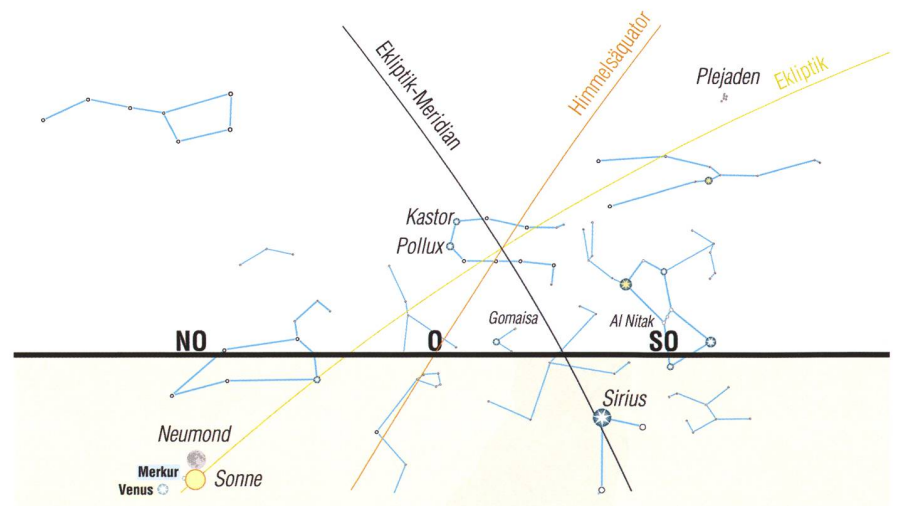 Ekliptik-Meridian
Himmelsäquator
Plejaden
Ekliptik
Kastor
Pollux
Gomaisa
Al Nitak
NO
O
SO
Sirius
Neumond
Merkur
Sonne
Venus